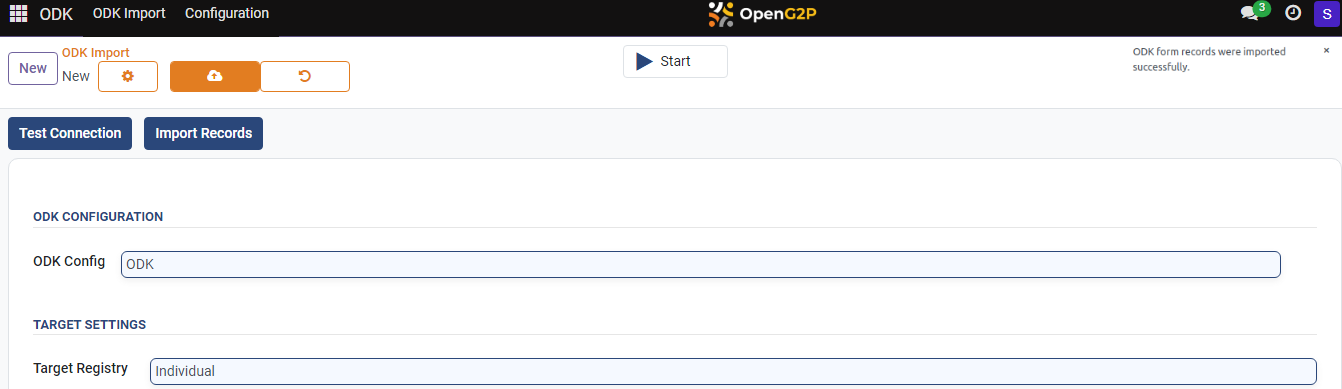 ODK ODK Import Configuration OpenG2P 3 S
ODK Import
New
New
Start
ODK form records were imported
successfully.
×
Test Connection Import Records
ODK CONFIGURATION
ODK Config ODK
TARGET SETTINGS
Target Registry Individual